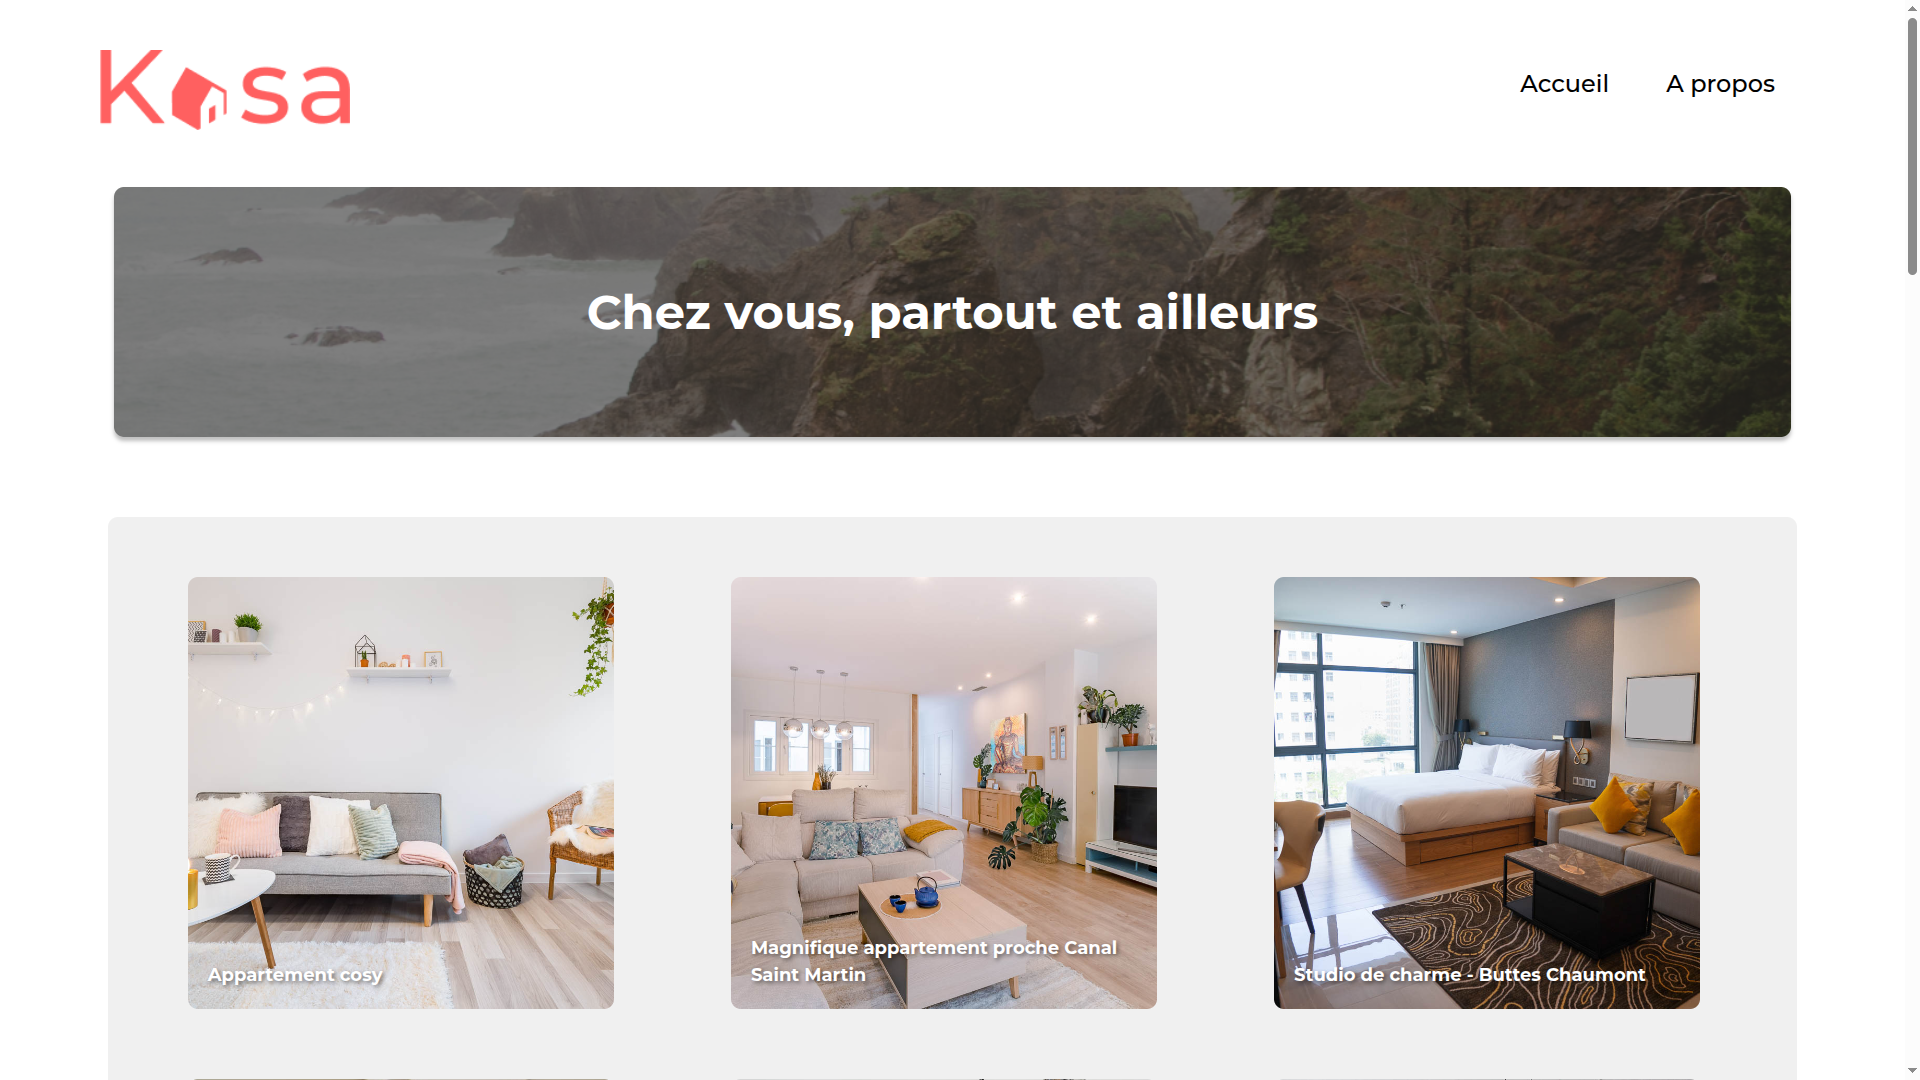 Kasa
Accueil
A propos
Chez vous, partout et ailleurs
Appartement cosy
Magnifique appartement proche Canal
Saint Martin
Studio de charme - Buttes Chaumont